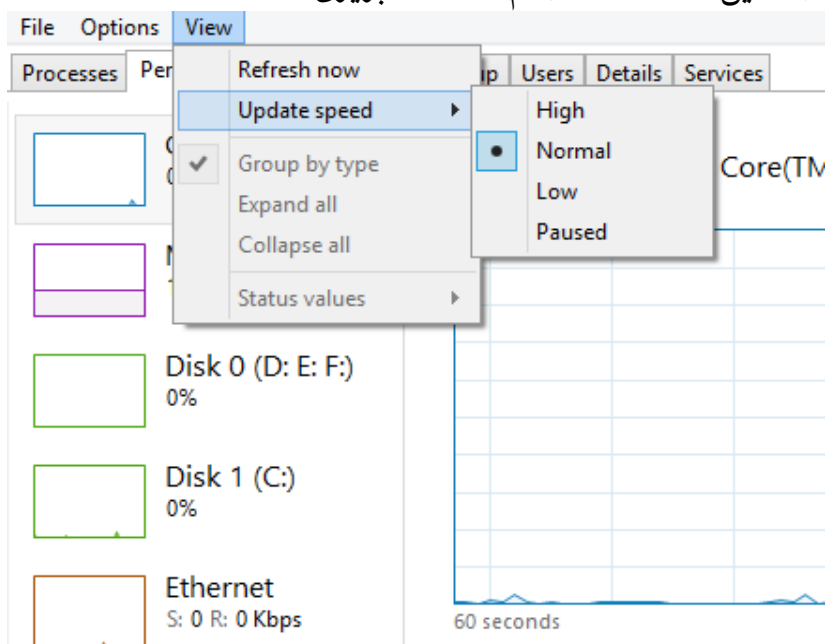 File Options View
Processes Per up Users Details Services
Refresh now
Update speed
Group by type
Expand all
Collapse all
Status values
High
Normal
Low
Paused
Core(TM
0%
Disk 0 (D: E: F:)
0%
Disk 1 (C:)
0%
Ethernet
S: 0 R: 0 Kbps
60 seconds